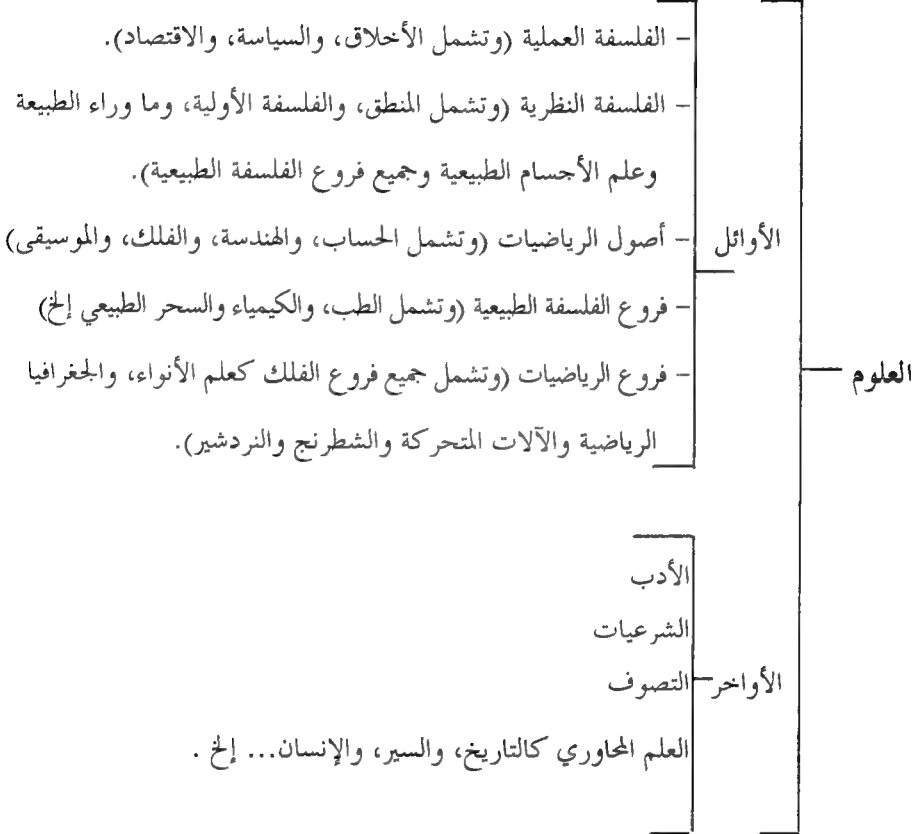 العلوم
الأوائل
– الفلسفة العملية (وتشمل الأخلاق، والسياسة، والاقتصاد).
– الفلسفة النظرية (وتشمل المنطق، والفلسفة الأولية، وما وراء الطبيعة
وعلم الأجسام الطبيعية وجميع فروع الفلسفة الطبيعية).
– أصول الرياضيات (وتشمل الحساب، والهندسة، والفلك، والموسيقى)
– فروع الفلسفة الطبيعية (وتشمل الطب، والكيمياء والسحر الطبيعي إلخ)
– فروع الرياضيات (وتشمل جميع فروع الفلك كعلم الأنواء، والجغرافيا
الرياضية والآلات المتحركة والشطرنج والنردشير).
الأواخر
الأدب
الشرعيات
التصوف
العلم المحاوري كالتاريخ، والسير، والإنسان... إلخ .